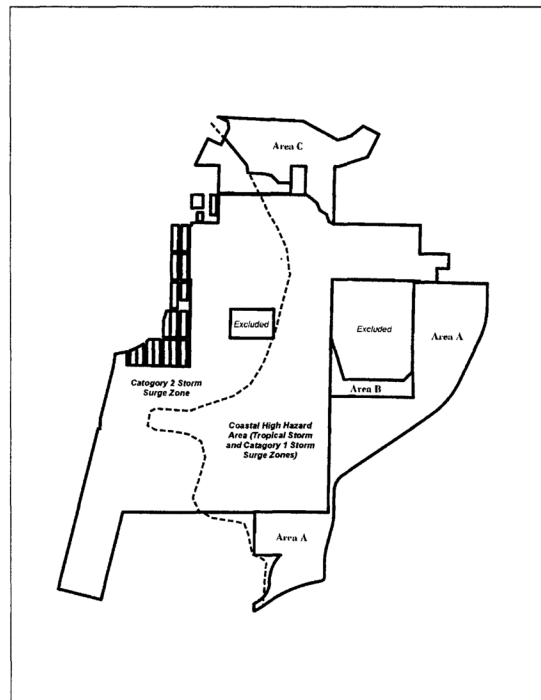 Area C
Excluded
Excluded
Area A
Area B
Catogory 2 Storm
Surge Zone
Coastal High Hazard
Area (Tropical Storm
and Catagory 1 Storm
Surge Zones)
Area A